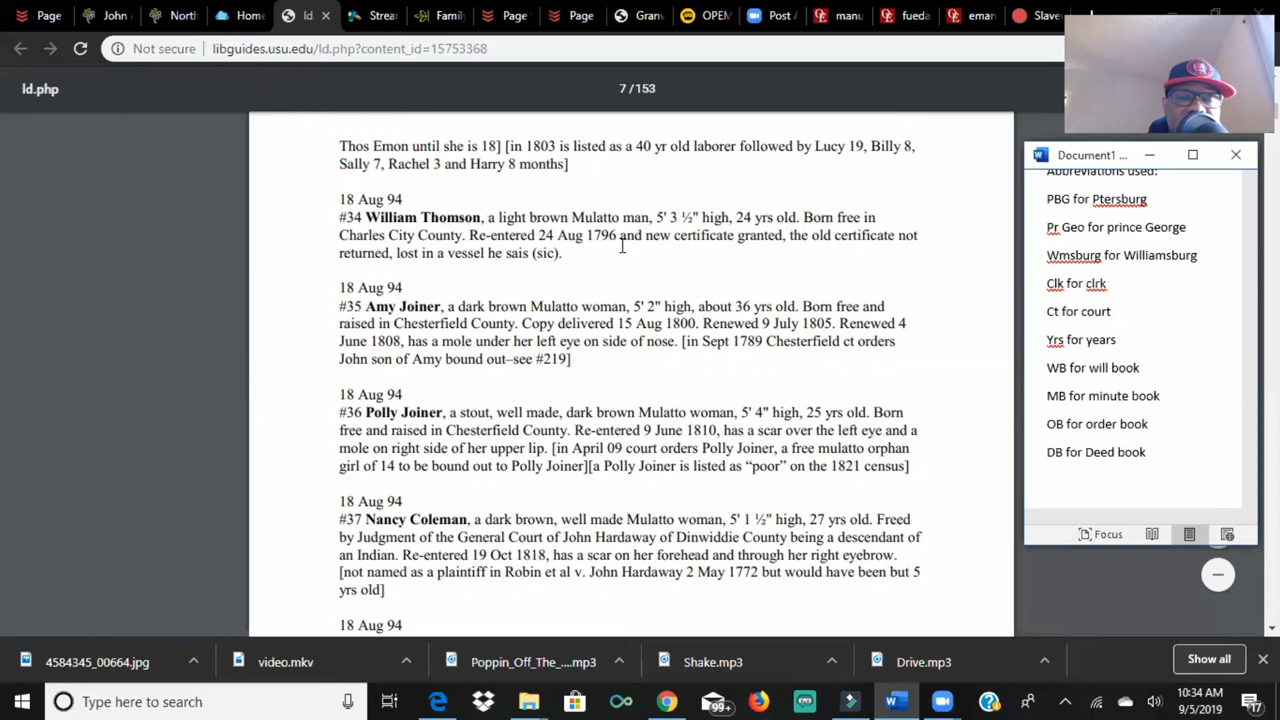 Page
John
North
Home
ld.
Strear
Famil
Page
Page
Gran
OPEN
Post A
manu
fueda
eman
Slave
Not secure
libguides.usu.edu/ld.php?content_id=15753368
ld.php
7 / 153
Thos Emon until she is 18] [in 1803 is listed as a 40 yr old laborer followed by Lucy 19, Billy 8,
Sally 7, Rachel 3 and Harry 8 months]
18 Aug 94
#34 William Thomson, a light brown Mulatto man, 5' 3 ½" high, 24 yrs old. Born free in
Charles City County. Re-entered 24 Aug 1796 and new certificate granted, the old certificate not
returned, lost in a vessel he sais (sic).
18 Aug 94
#35 Amy Joiner, a dark brown Mulatto woman, 5' 2" high, about 36 yrs old. Born free and
raised in Chesterfield County. Copy delivered 15 Aug 1800. Renewed 9 July 1805. Renewed 4
June 1808, has a mole under her left eye on side of nose. [in Sept 1789 Chesterfield ct orders
John son of Amy bound out–see #219]
18 Aug 94
#36 Polly Joiner, a stout, well made, dark brown Mulatto woman, 5' 4" high, 25 yrs old. Born
free and raised in Chesterfield County. Re-entered 9 June 1810, has a scar over the left eye and a
mole on right side of her upper lip. [in April 09 court orders Polly Joiner, a free mulatto orphan
girl of 14 to be bound out to Polly Joiner][a Polly Joiner is listed as “poor” on the 1821 census]
18 Aug 94
#37 Nancy Coleman, a dark brown, well made Mulatto woman, 5' 1 ½" high, 27 yrs old. Freed
by Judgment of the General Court of John Hardaway of Dinwiddie County being a descendant of
an Indian. Re-entered 19 Oct 1818, has a scar on her forehead and through her right eyebrow.
[not named as a plaintiff in Robin et al v. John Hardaway 2 May 1772 but would have been but 5
yrs old]
18 Aug 94
Document1 ...
Abbreviations used:
PBG for Ptersburg
Pr Geo for prince George
Wmsburg for Williamsburg
Clk for clrk
Ct for court
Yrs for years
WB for will book
MB for minute book
OB for order book
DB for Deed book
Focus
4584345_00664.jpg
video.mkv
Poppin_Off_The_....mp3
Shake.mp3
Drive.mp3
Show all
Type here to search
99+
10:34 AM
9/5/2019
17